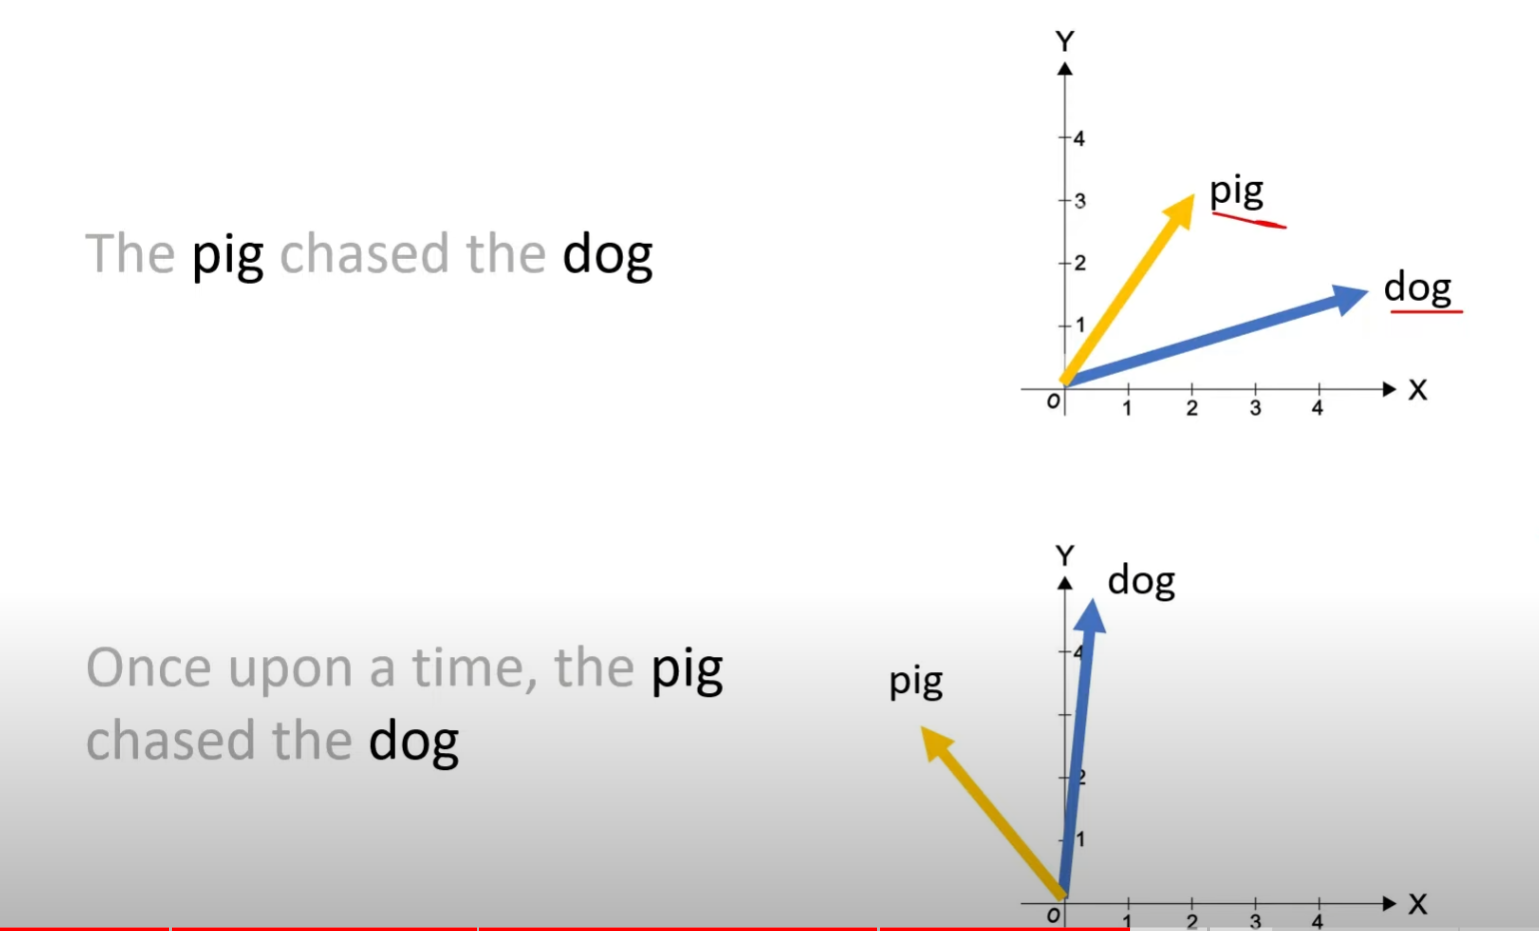 The pig chased the dog
Y
4
3
2
1
0
1
2
3
4
X
pig
dog
Once upon a time, the pig
chased the dog
Y
4
2
1
0
1
2
3
4
X
dog
pig